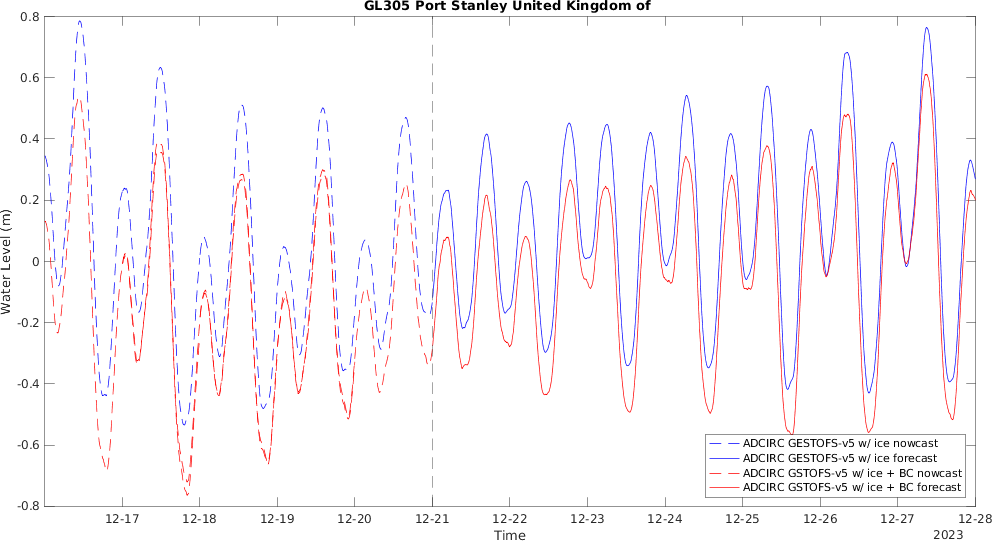 GL305 Port Stanley United Kingdom of
0.8
0.6
0.4
0.2
0
-0.2
-0.4
-0.6
-0.8
Water Level (m)
12-17 12-18 12-19 12-20 12-21 12-22 12-23 12-24 12-25 12-26 12-27 12-28
Time 2023
ADCIRC GESTOFS-v5 w/ ice nowcast
ADCIRC GESTOFS-v5 w/ ice forecast
ADCIRC GSTOFS-v5 w/ ice + BC nowcast
ADCIRC GSTOFS-v5 w/ ice + BC forecast